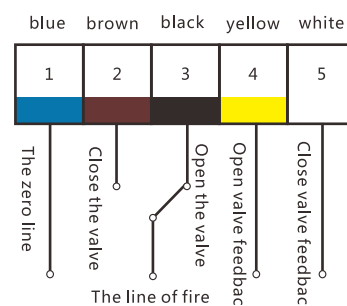 blue brown black yellow white
1 2 3 4 5
The zero line
Close the valve
Open the valve
Open valve feedbac
Close valve feedbac
The line of fire